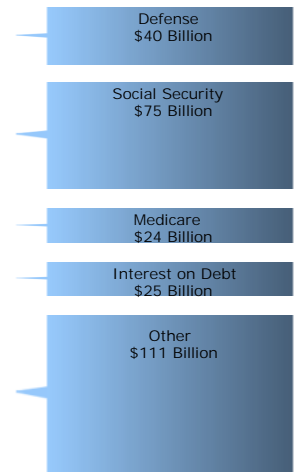 Defense
$40 Billion
Social Security
$75 Billion
Medicare
$24 Billion
Interest on Debt
$25 Billion
Other
$111 Billion